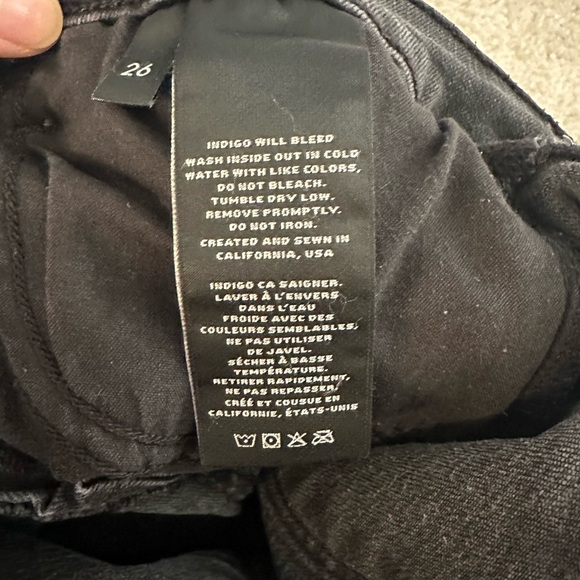 26
INDIGO WILL BLEED
WASH INSIDE OUT IN COLD
WATER WITH LIKE COLORS,
DO NOT BLEACH.
TUMBLE DRY LOW.
REMOVE PROMPTLY.
DO NOT IRON.
CREATED AND SEWN IN
CALIFORNIA, USA
INDIGO CA SAIGNER.
LAVER À L'ENVERS
DANS L'EAU
FROIDE AVEC DES
COULEURS SEMBLABLES,
NE PAS UTILISER
DE JAVEL.
SÉCHER À BASSE
TEMPÉRATURE.
RETIRER RAPIDEMENT,
NE PAS REPASSER.
CRÉÉ ET COUSUE EN
CALIFORNIE, ÉTATS-UNIS